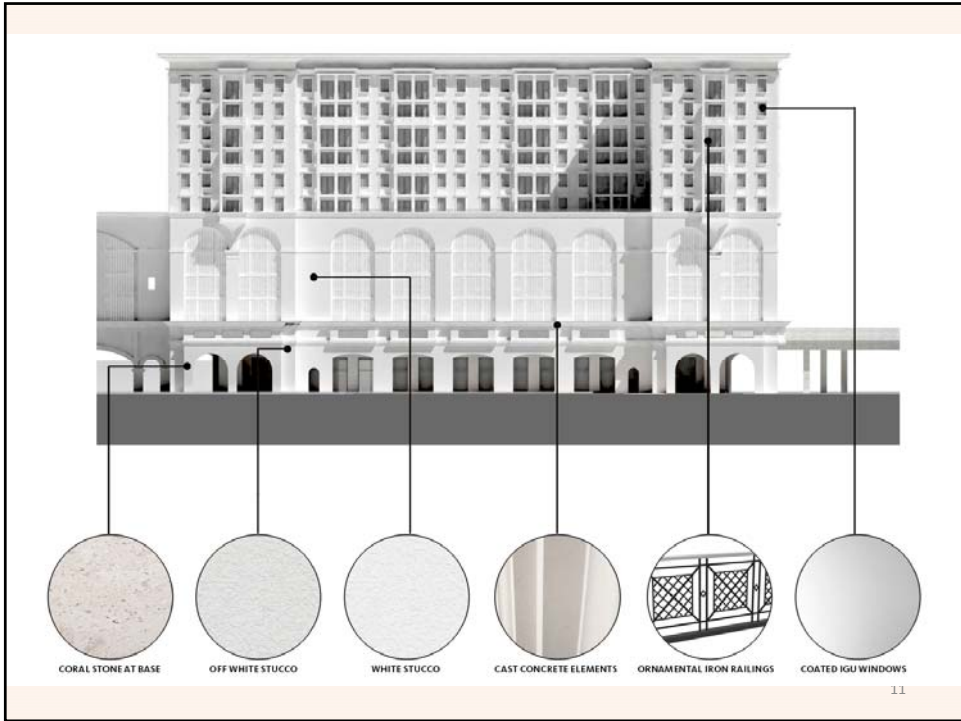 CORAL STONE AT BASE
OFF WHITE STUCCO
WHITE STUCCO
CAST CONCRETE ELEMENTS
ORNAMENTAL IRON RAILINGS
COATED IGU WINDOWS
11